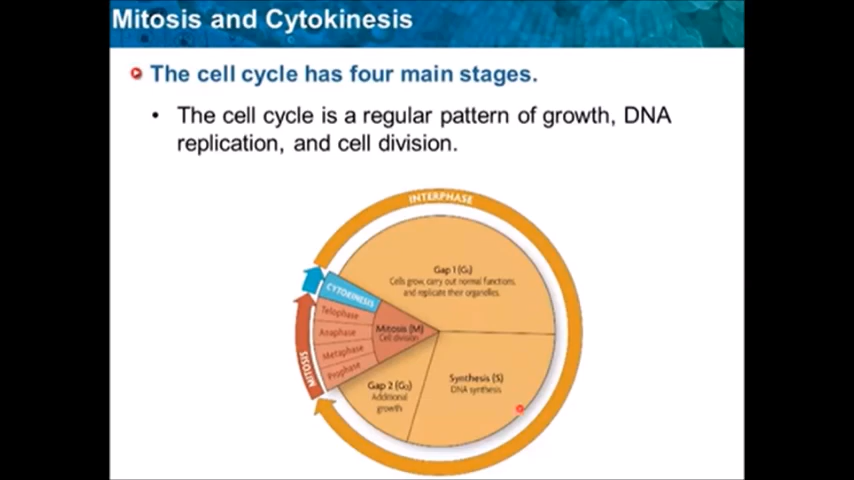 Mitosis and Cytokinesis
The cell cycle has four main stages.
• The cell cycle is a regular pattern of growth, DNA
replication, and cell division.
INTERPHASE
Gap 1 (G₁)
Cells grow, carry out normal functions,
and replicate their organelles.
CYTOKINESIS
Telophase
Anaphase
Metaphase
Prophase
Mitosis (M)
Cell division
MITOSIS
Gap 2 (G₂)
Additional
growth
Synthesis (S)
DNA synthesis